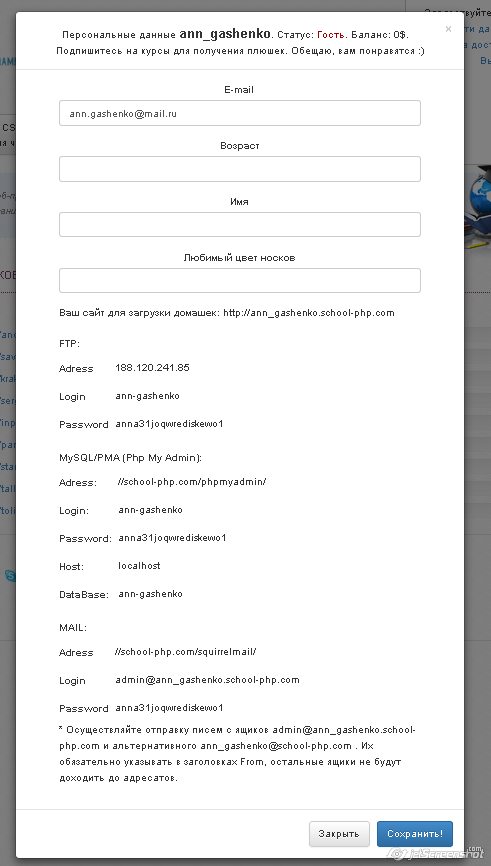 Персональные данные ann_gashenko. Статус: Гость. Баланс: 0$.
Подпишитесь на курсы для получения плюшек. Обещаю, вам понравятся :)
×
E-mail
ann.gashenko@mail.ru
Возраст
Имя
Любимый цвет носков
Ваш сайт для загрузки домашек: http://ann_gashenko.school-php.com
FTP:
Adress 188.120.241.85
Login ann-gashenko
Password anna31joqwrediskewo1
MySQL/PMA (Php My Admin):
Adress: //school-php.com/phpmyadmin/
Login: ann-gashenko
Password: anna31joqwrediskewo1
Host: localhost
DataBase: ann-gashenko
MAIL:
Adress //school-php.com/squirrelmail/
Login admin@ann_gashenko.school-php.com
Password anna31joqwrediskewo1
* Осуществляйте отправку писем с ящиков admin@ann_gashenko.school-
php.com и альтернативного ann_gashenko@school-php.com . Их
обязательно указывать в заголовках From, остальные ящики не будут
доходить до адресатов.
Закрыть Сохранить!
jetScreenshot.com